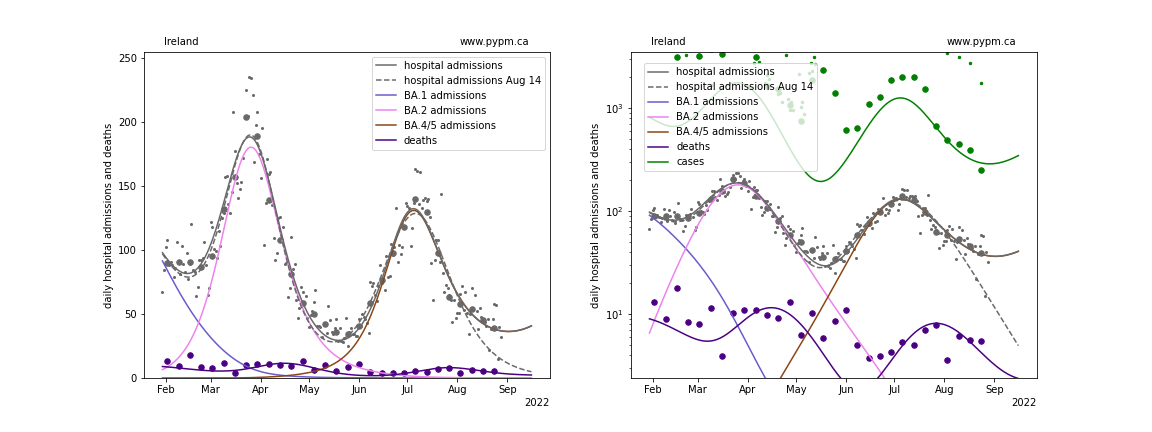 Ireland www.pypm.ca
daily hospital admissions and deaths
250
200
150
100
50
0
hospital admissions
hospital admissions Aug 14
BA.1 admissions
BA.2 admissions
BA.4/5 admissions
deaths
Feb Mar Apr May Jun Jul Aug Sep
2022
Ireland www.pypm.ca
daily hospital admissions and deaths
10³
10²
10¹
hospital admissions
hospital admissions Aug 14
BA.1 admissions
BA.2 admissions
BA.4/5 admissions
deaths
cases
Feb Mar Apr May Jun Jul Aug Sep
2022